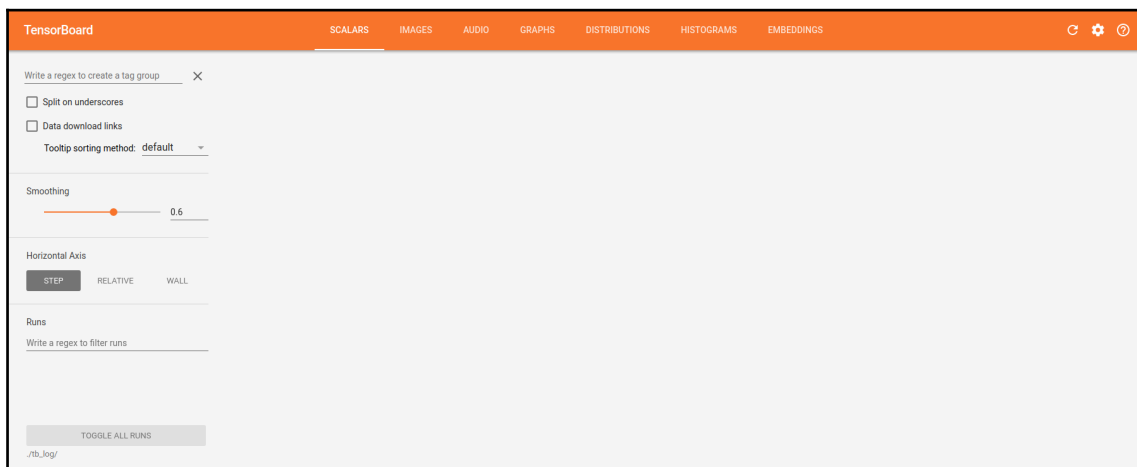 TensorBoard SCALARS IMAGES AUDIO GRAPHS DISTRIBUTIONS HISTOGRAMS EMBEDDINGS
Write a regex to create a tag group
Split on underscores
Data download links
Tooltip sorting method: default
Smoothing
0.6
Horizontal Axis
STEP RELATIVE WALL
Runs
Write a regex to filter runs
TOGGLE ALL RUNS
./tb_log/